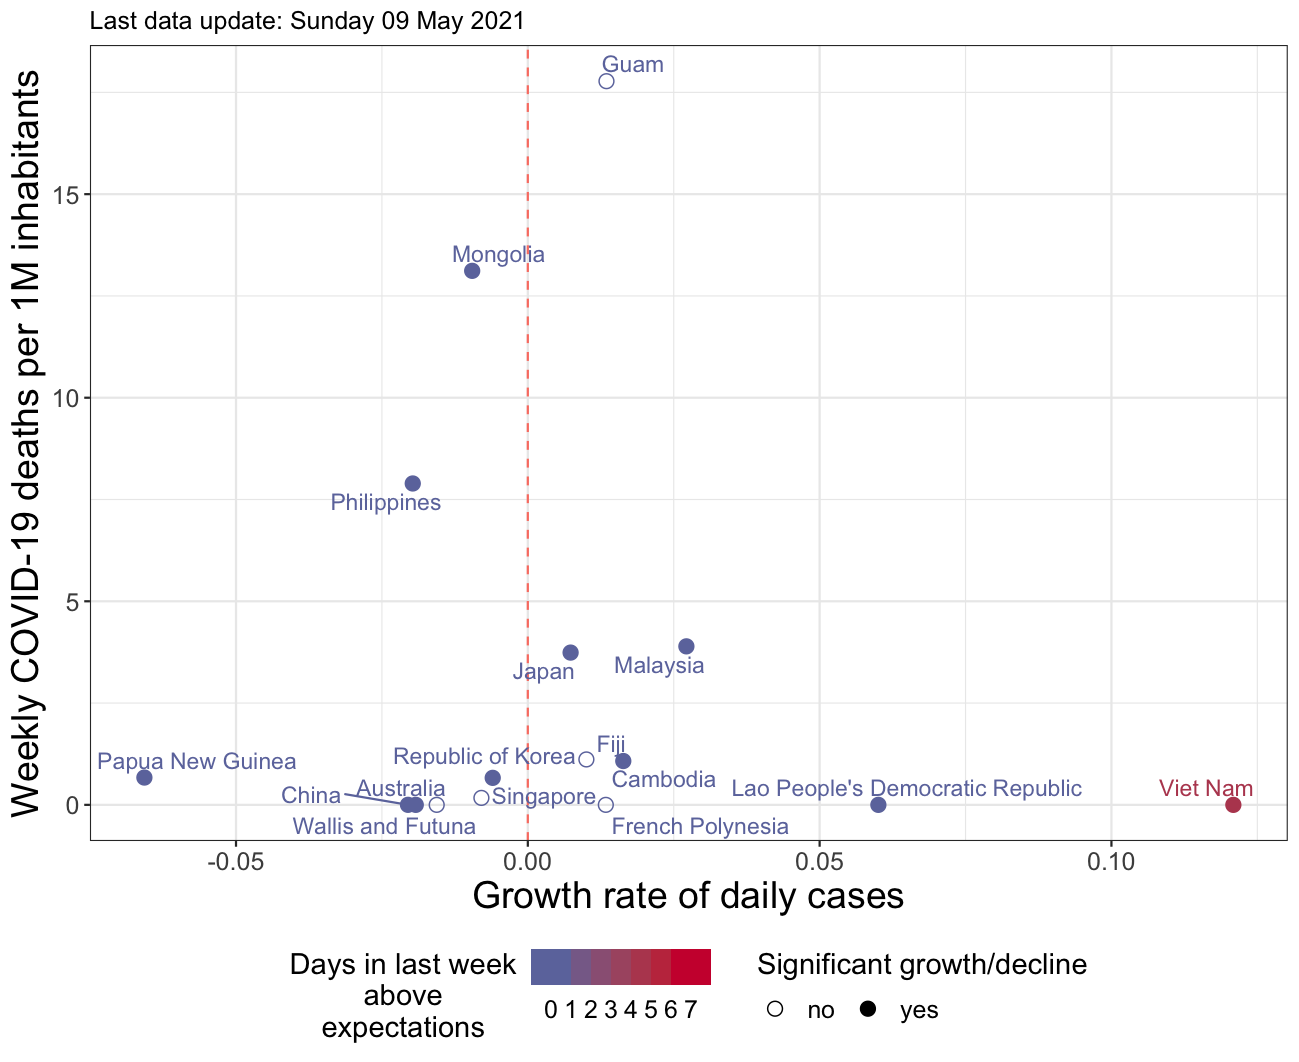 Last data update: Sunday 09 May 2021
Weekly COVID-19 deaths per 1M inhabitants
15
10
5
0
Guam
Mongolia
Philippines
Japan
Malaysia
Fiji
Republic of Korea
Papua New Guinea
Cambodia
Australia
China
Singapore
Lao People's Democratic Republic
Viet Nam
Wallis and Futuna
French Polynesia
-0.05
0.00
0.05
0.10
Growth rate of daily cases
Days in last week
above
expectations
0 1 2 3 4 5 6 7
Significant growth/decline
no
yes